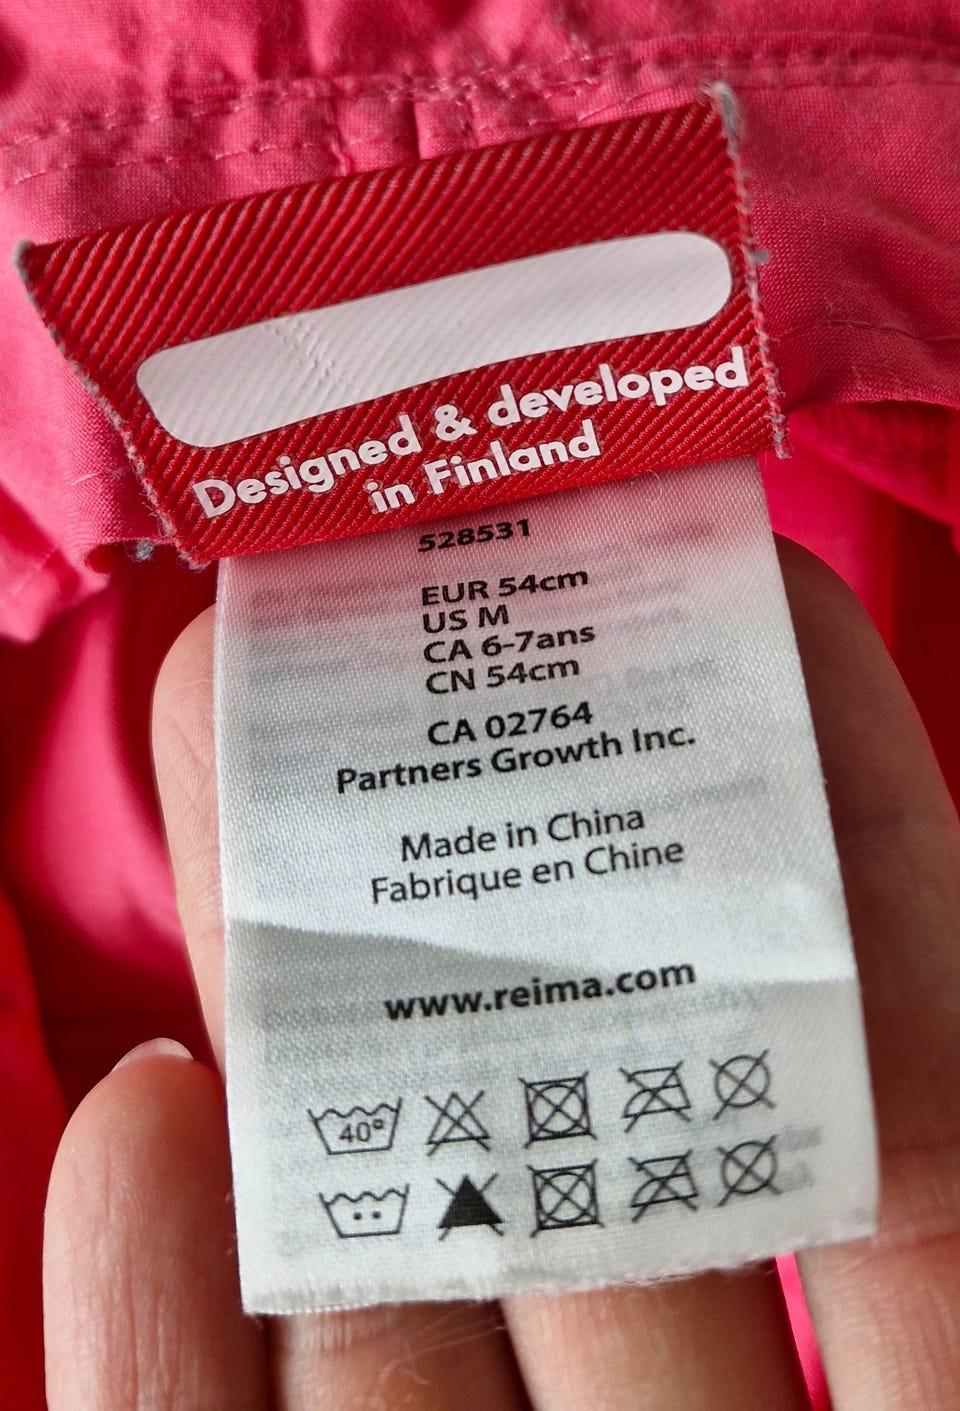 Designed & developed
in Finland
528531
EUR 54cm
US M
CA 6-7ans
CN 54cm
CA 02764
Partners Growth Inc.
Made in China
Fabrique en Chine
www.reima.com
40°